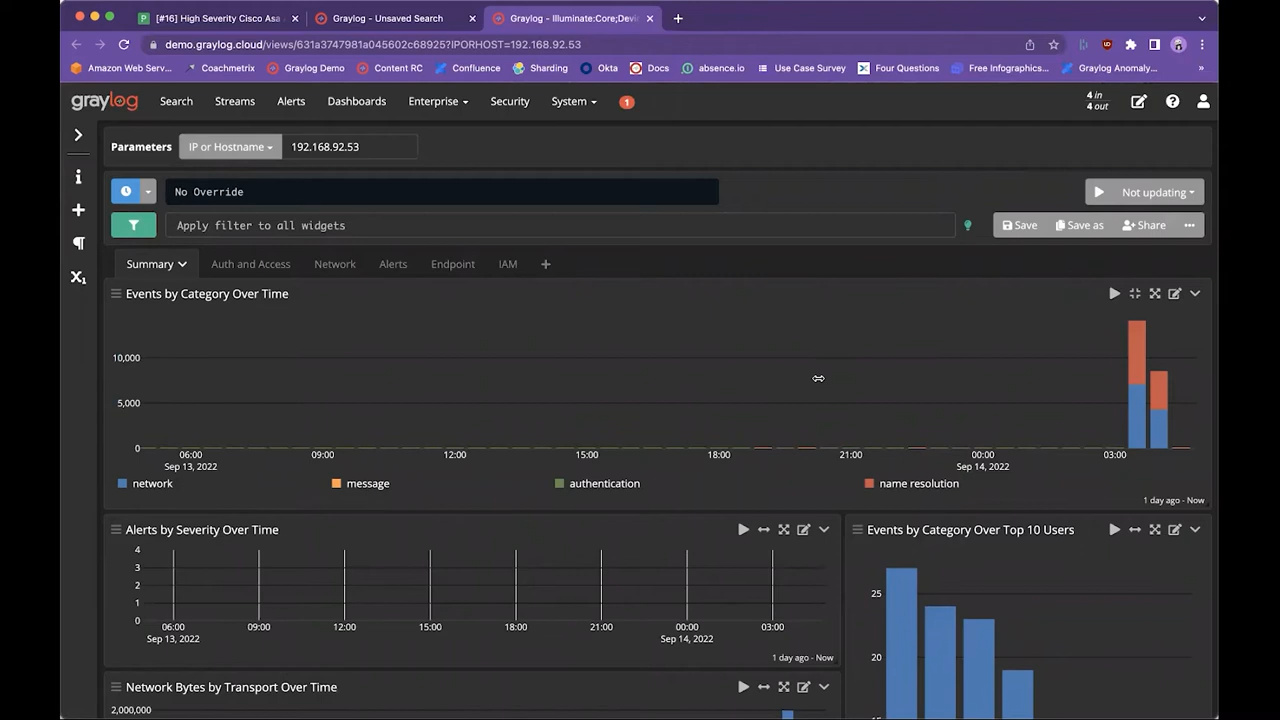 [#16] High Severity Cisco Asa
Graylog - Unsaved Search
Graylog - Illuminate:Core;Devi
demo.graylog.cloud/views/631a3747981a045602c68925?IPORHOST=192.168.92.53
Amazon Web Serv...
Coachmetrix
Graylog Demo
Content RC
Confluence
Sharding
Okta
Docs
absence.io
Use Case Survey
Four Questions
Free Infographics...
Graylog Anomaly...
»
graylog
Search
Streams
Alerts
Dashboards
Enterprise
Security
System
1
4 in
4 out
Parameters
IP or Hostname
192.168.92.53
No Override
Not updating
Apply filter to all widgets
Save
Save as
Share
Summary
Auth and Access
Network
Alerts
Endpoint
IAM
Events by Category Over Time
10,000
5,000
0
06:00
09:00
12:00
15:00
18:00
21:00
00:00
03:00
Sep 13, 2022
Sep 14, 2022
network
message
authentication
name resolution
1 day ago - Now
Alerts by Severity Over Time
4
3
2
1
0
06:00
09:00
12:00
15:00
18:00
21:00
00:00
03:00
Sep 13, 2022
Sep 14, 2022
1 day ago - Now
Events by Category Over Top 10 Users
25
20
Network Bytes by Transport Over Time
2,000,000